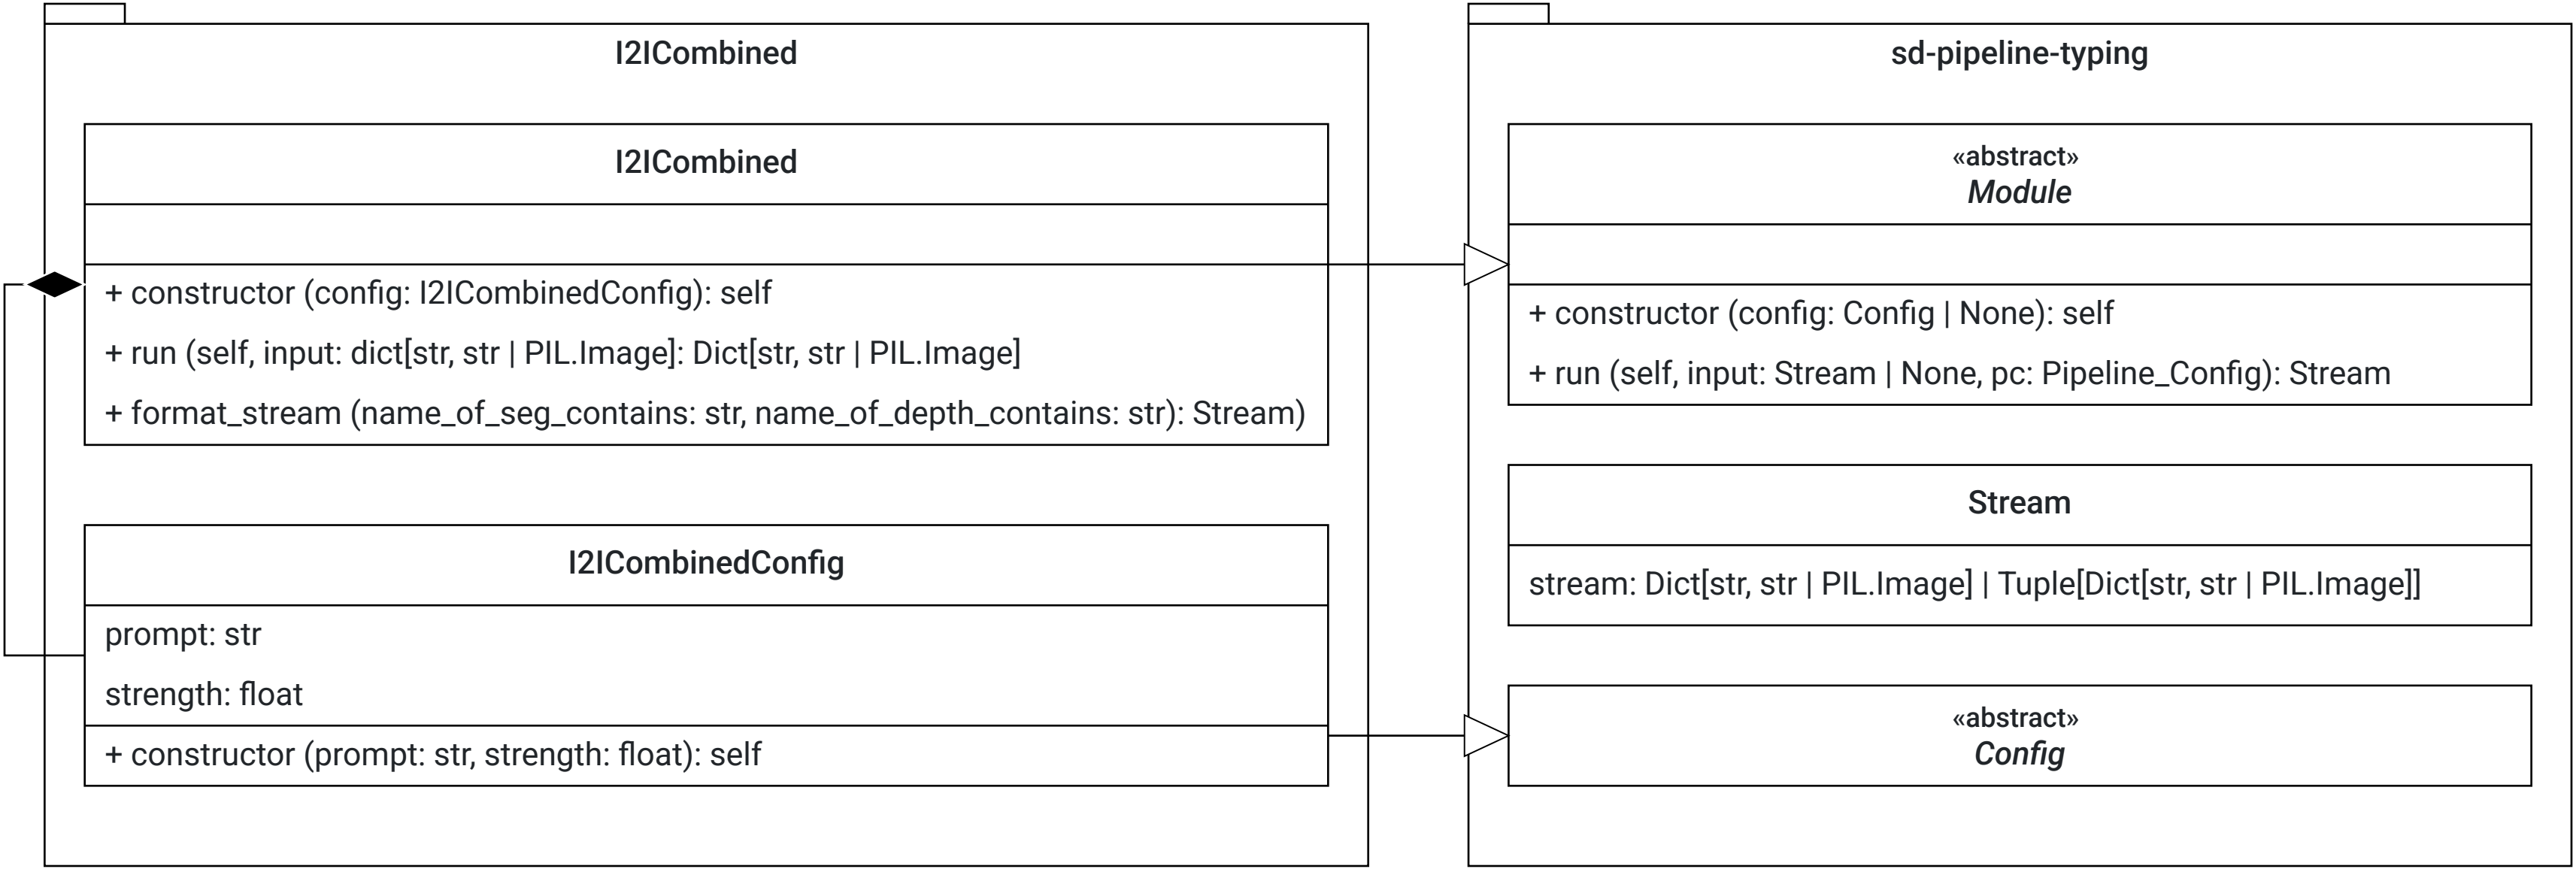 I2ICombined
I2ICombined
+ constructor (config: I2ICombinedConfig): self
+ run (self, input: dict[str, str | PIL.Image]: Dict[str, str | PIL.Image]
+ format_stream (name_of_seg_contains: str, name_of_depth_contains: str): Stream)
I2ICombinedConfig
prompt: str
strength: float
+ constructor (prompt: str, strength: float): self
sd-pipeline-typing
«abstract»
Module
+ constructor (config: Config | None): self
+ run (self, input: Stream | None, pc: Pipeline_Config): Stream
Stream
stream: Dict[str, str | PIL.Image] | Tuple[Dict[str, str | PIL.Image]]
«abstract»
Config